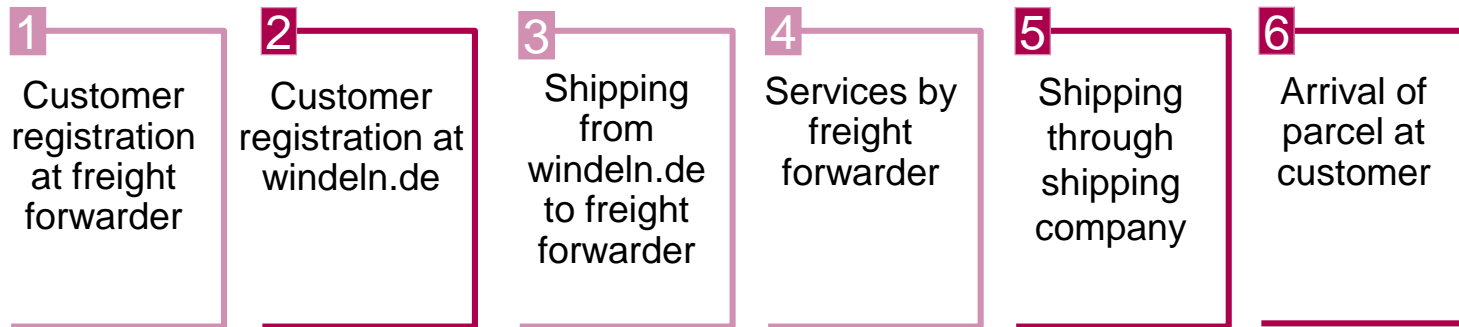 1
Customer
registration
at freight
forwarder
2
Customer
registration at
windeln.de
3
Shipping
from
windeln.de
to freight
forwarder
4
Services by
freight
forwarder
5
Shipping
through
shipping
company
6
Arrival of
parcel at
customer